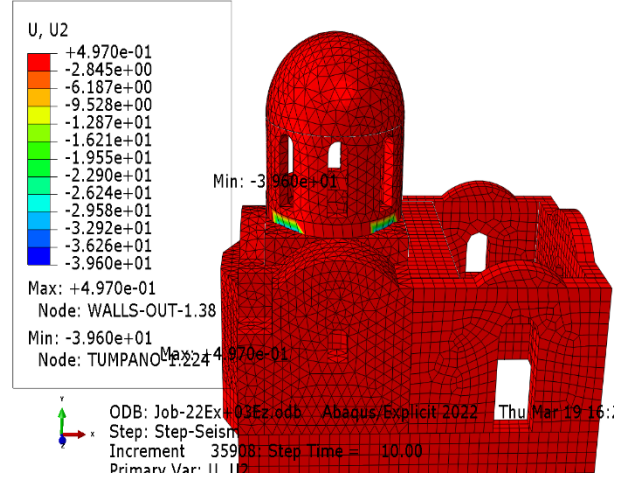 U, U2
+4.970e-01
-2.845e+00
-6.187e+00
-9.528e+00
-1.287e+01
-1.621e+01
-1.955e+01
-2.290e+01
-2.624e+01
-2.958e+01
-3.292e+01
-3.626e+01
-3.960e+01
Max: +4.970e-01
Node: WALLS-OUT-1.38
Min: -3.960e+01
Node: TUMPANO-1.224
Min: -3.960e+01
Max: +4.970e-01
Y
X
Z
ODB: Job-22Ex+03Ez.odb Abaqus/Explicit 2022 Thu Mar 19 16:
Step: Step-Seism
Increment 35908: Step Time = 10.00
Primary Var: U, U2